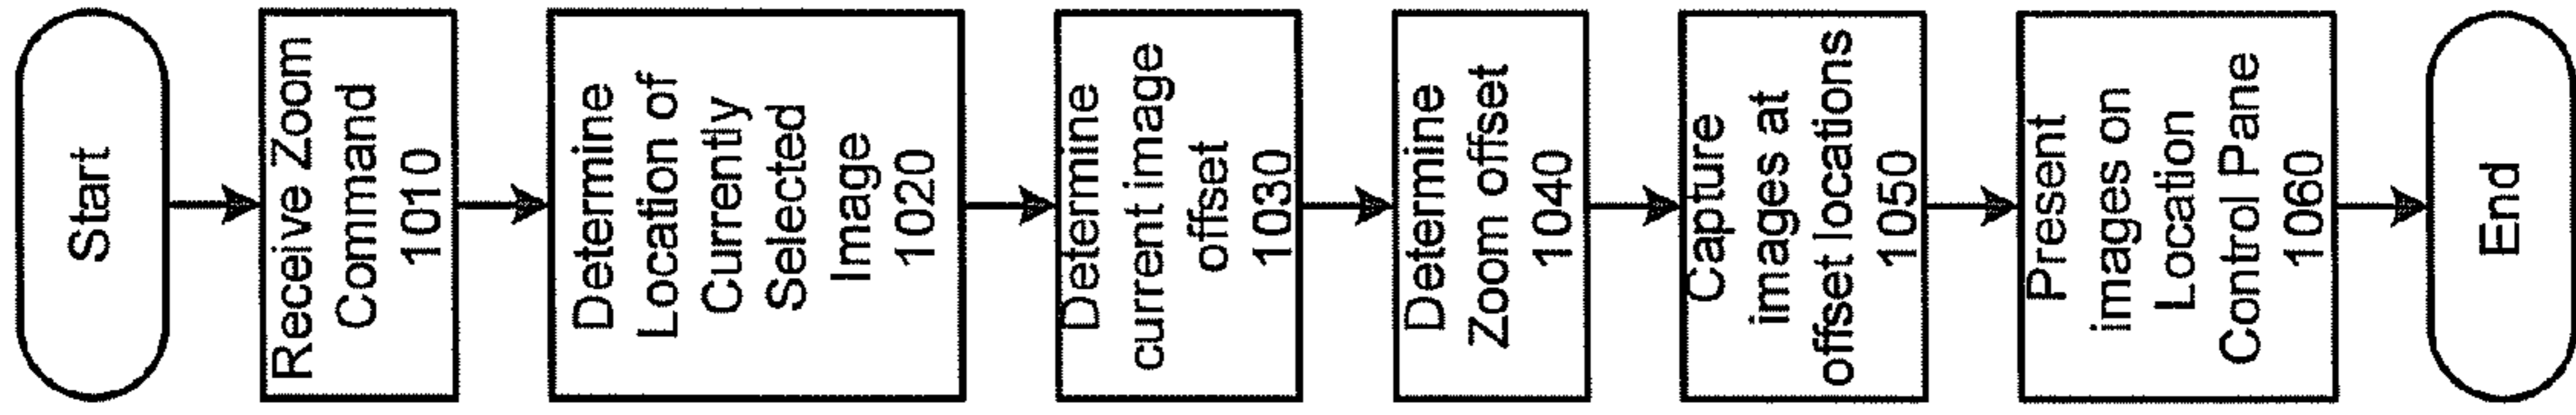 Start
Receive Zoom
Command
1010
Determine
Location of
Currently
Selected
Image
1020
Determine
current image
offset
1030
Determine
Zoom offset
1040
Capture
images at
offset locations
1050
Present
images on
Location
Control Pane
1060
End